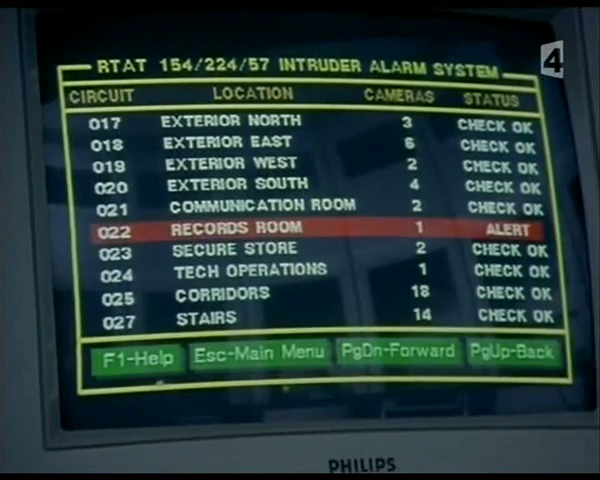 4
RTAT 154/224/57 INTRUDER ALARM SYSTEM
CIRCUIT LOCATION CAMERAS STATUS
017 EXTERIOR NORTH 3 CHECK OK
018 EXTERIOR EAST 6 CHECK OK
019 EXTERIOR WEST 2 CHECK OK
020 EXTERIOR SOUTH 4 CHECK OK
021 COMMUNICATION ROOM 2 CHECK OK
022 RECORDS ROOM 1 ALERT
023 SECURE STORE 2 CHECK OK
024 TECH OPERATIONS 1 CHECK OK
025 CORRIDORS 18 CHECK OK
027 STAIRS 14 CHECK OK
F1-Help Esc-Main Menu PgDn-Forward PgUp-Back
PHILIPS